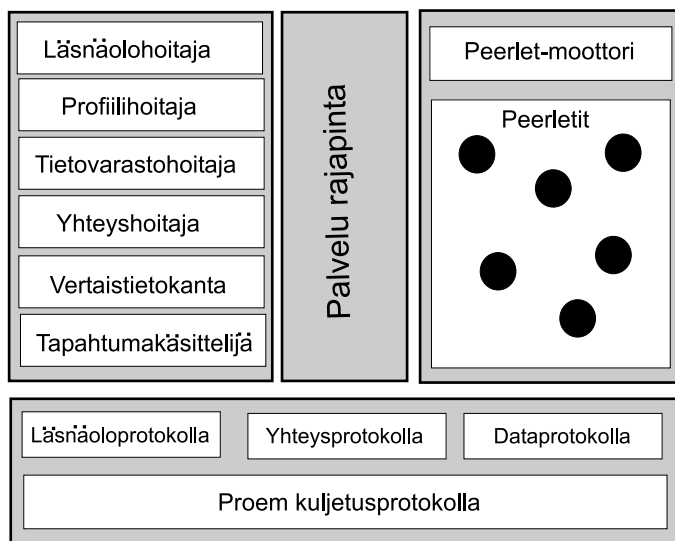 Läsnäolohoitaja
Profiilihoitaja
Tietovarastohoitaja
Yhteyshoitaja
Vertaistietokanta
Tapahtumakäsittelijä
Palvelu rajapinta
Peerlet-moottori
Peerletit
Läsnäoloprotokolla
Yhteysprotokolla
Dataprotokolla
Proem kuljetusprotokolla